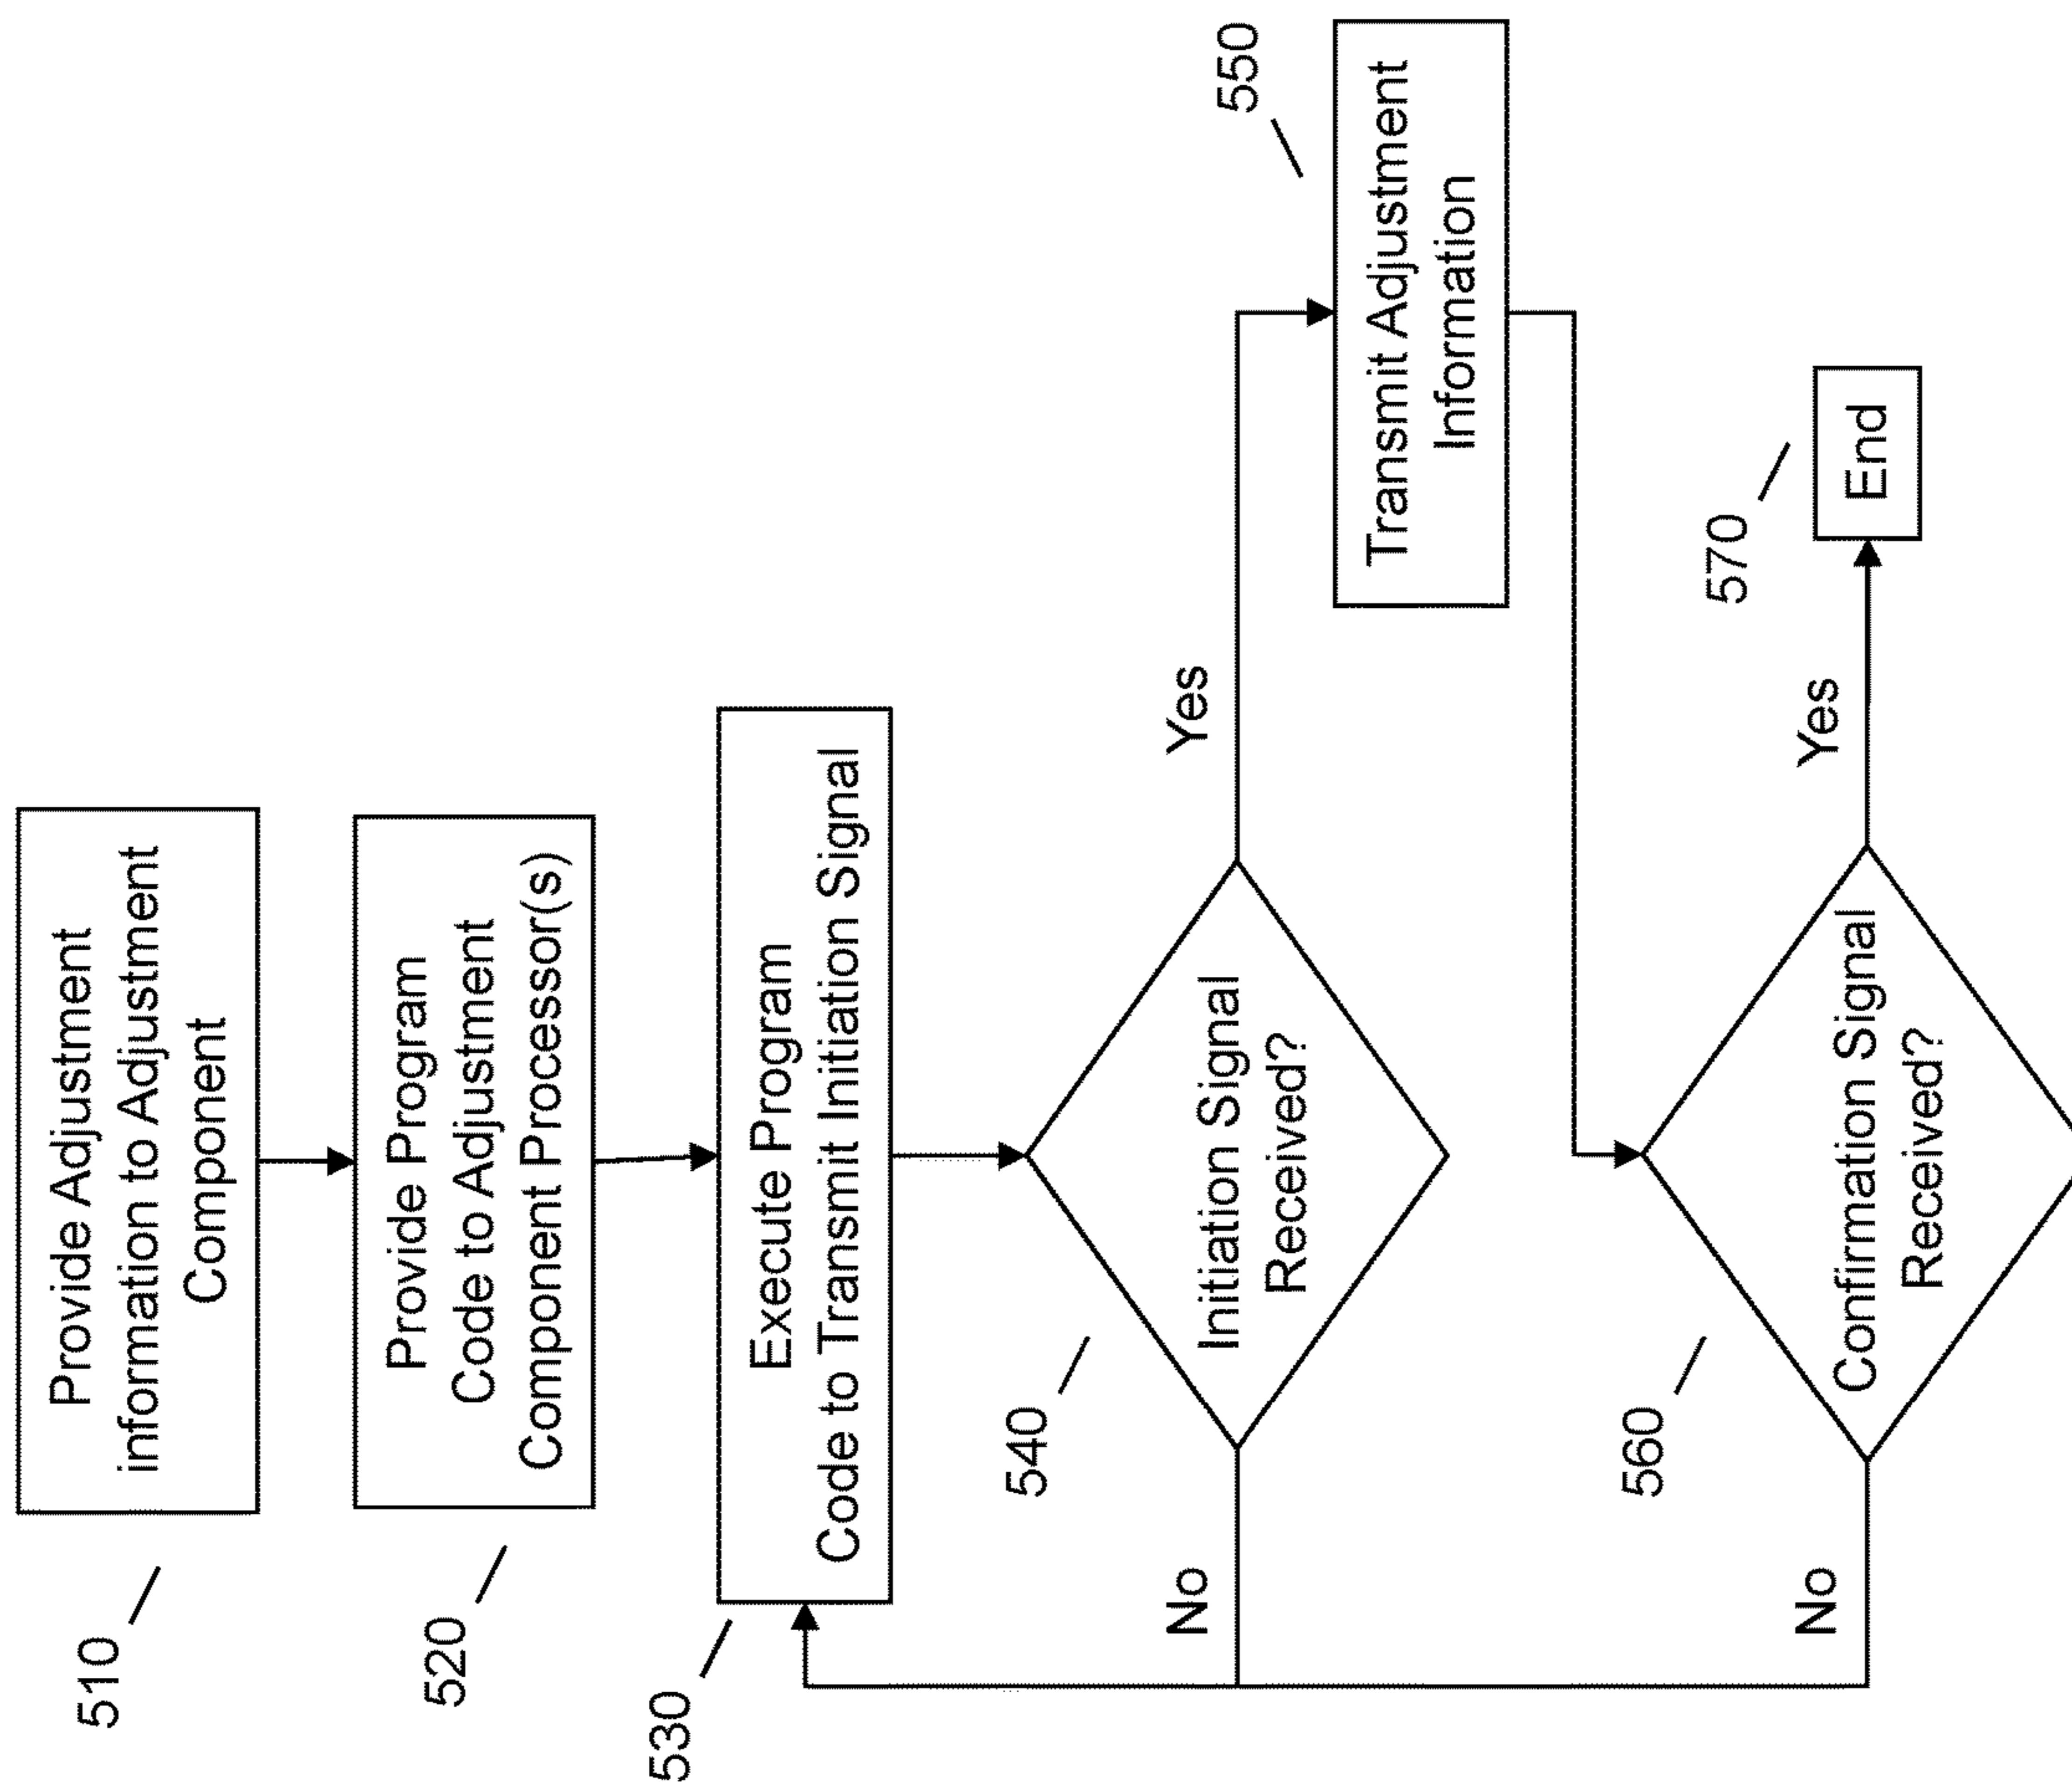 510
Provide Adjustment
information to Adjustment
Component
520
Provide Program
Code to Adjustment
Component Processor(s)
530
Execute Program
Code to Transmit Initiation Signal
540
Initiation Signal
Received?
No
Yes
550
Transmit Adjustment
Information
560
Confirmation Signal
Received?
No
Yes
570
End